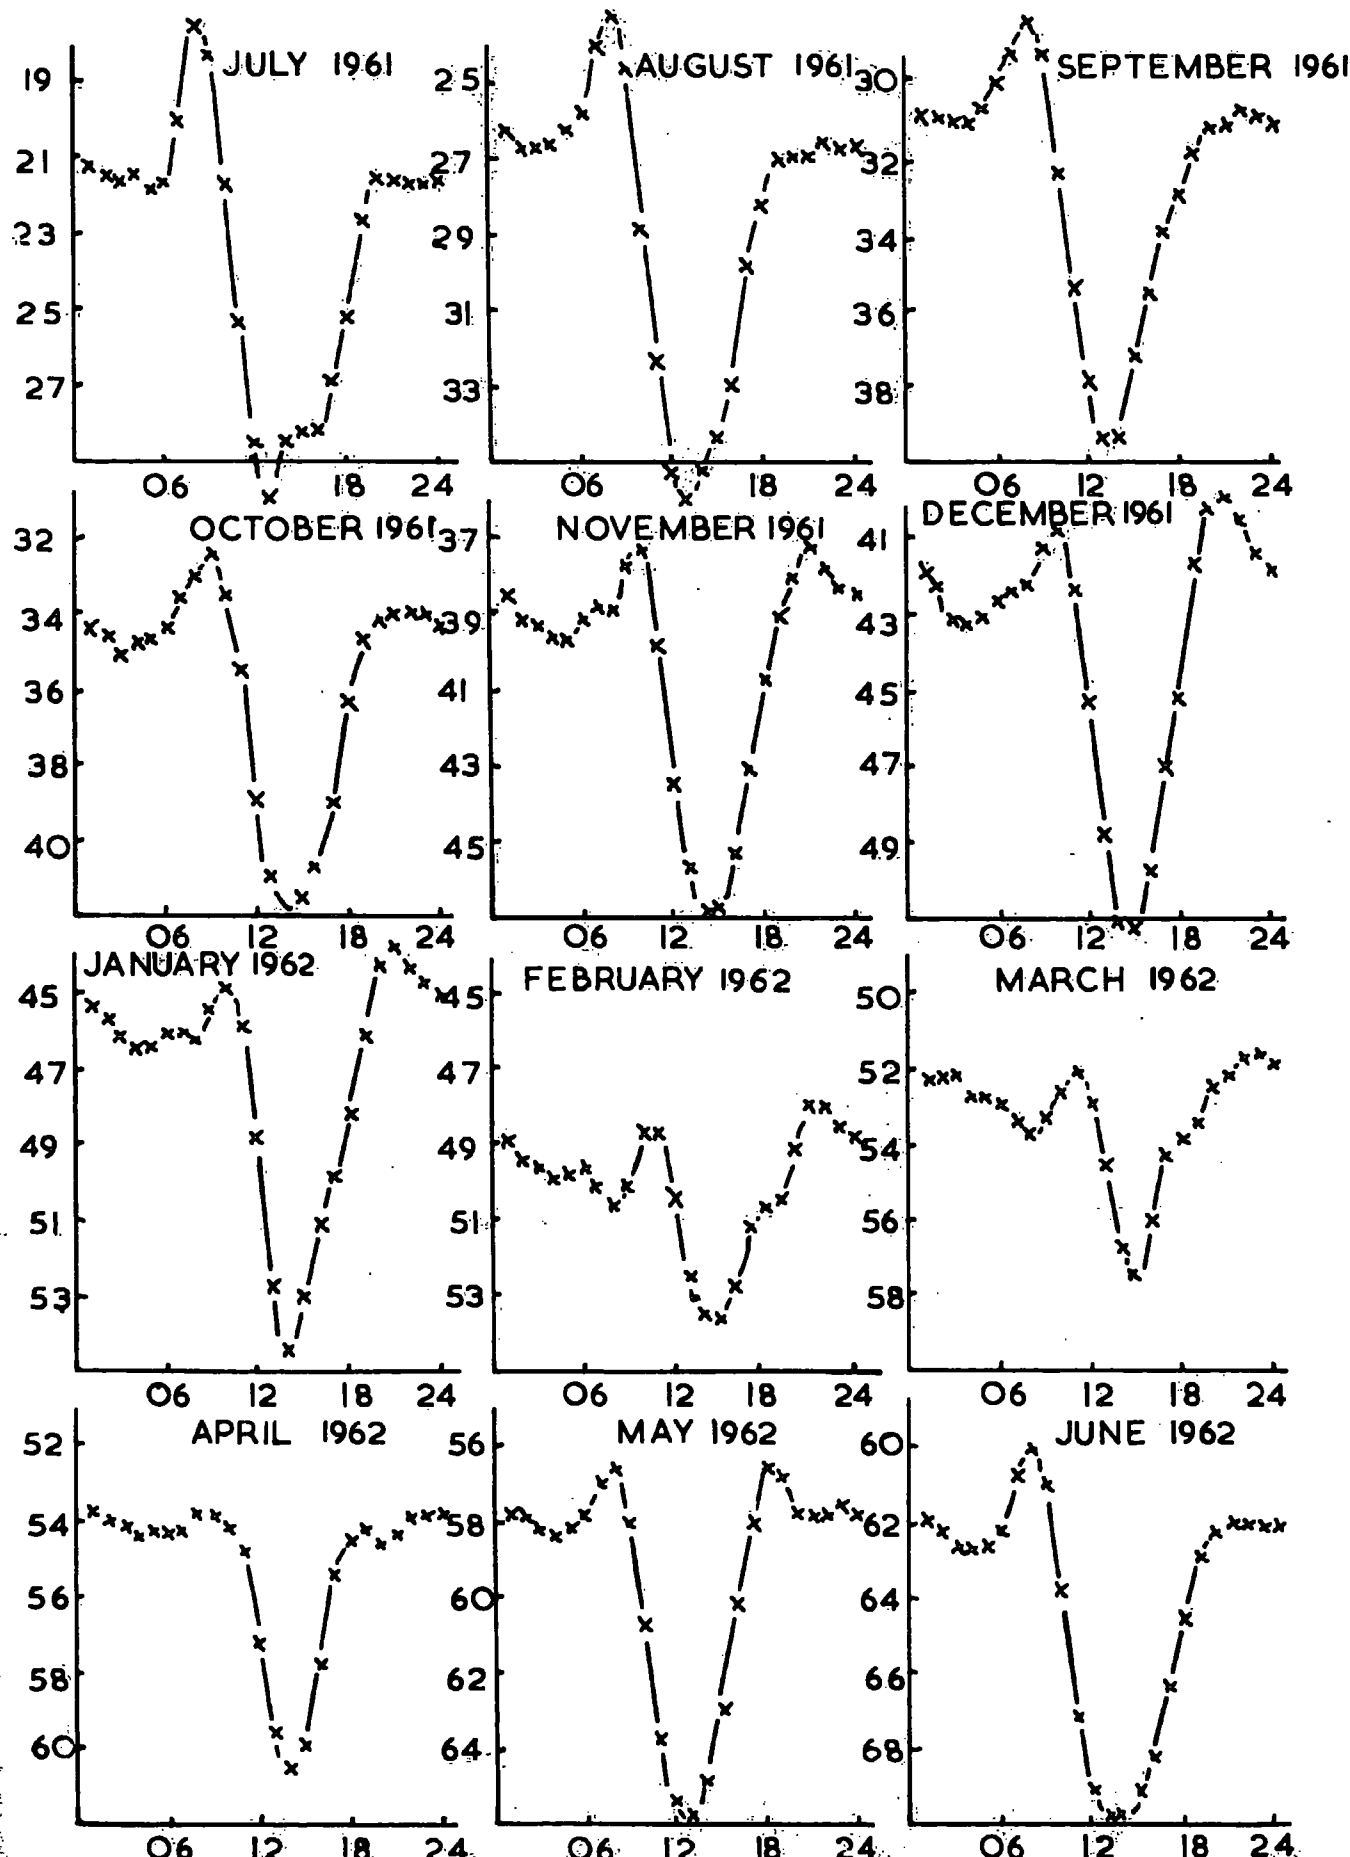 JULY 1961
19
21
23
25
27
06 18 24
AUGUST 1961
25
27
29
31
33
06 18 24
SEPTEMBER 1961
30
32
34
36
38
06 12 18 24
OCTOBER 1961
32
34
36
38
40
06 12 18 24
NOVEMBER 1961
37
39
41
43
45
06 12 18 24
DECEMBER 1961
41
43
45
47
49
06 12 18 24
JANUARY 1962
45
47
49
51
53
06 12 18 24
FEBRUARY 1962
45
47
49
51
53
06 12 18 24
MARCH 1962
50
52
54
56
58
06 12 18 24
APRIL 1962
52
54
56
58
60
06 12 18 24
MAY 1962
56
58
60
62
64
06 12 18 24
JUNE 1962
60
62
64
66
68
06 12 18 24